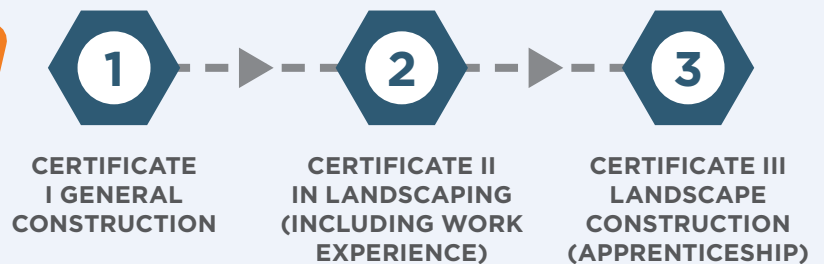 1
2
3
CERTIFICATE
I GENERAL
CONSTRUCTION
CERTIFICATE II
IN LANDSCAPING
(INCLUDING WORK
EXPERIENCE)
CERTIFICATE III
LANDSCAPE
CONSTRUCTION
(APPRENTICESHIP)